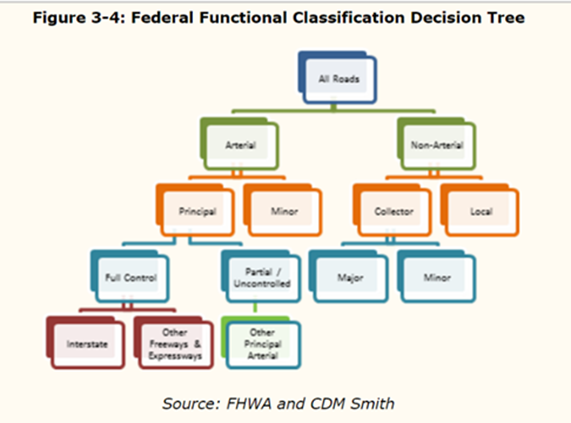 Figure 3-4: Federal Functional Classification Decision Tree
All Roads
Arterial
Non-Arterial
Principal
Minor
Collector
Local
Full Control
Partial /
Uncontrolled
Major
Minor
Interstate
Other
Freeways &
Expressways
Other
Principal
Arterial
Source: FHWA and CDM Smith